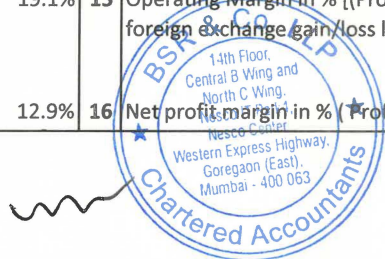 19.1% 15 Operating Margin in % [(Pro
foreign exchange gain/loss l
12.9% 16 Net profit margin in % ( Prof
BSR & Co. LLP
14th Floor,
Central B Wing and
North C Wing,
Nesco IT Park 4,
Nesco Center
Western Express Highway,
Goregaon (East),
Mumbai - 400 063
Chartered Accountants